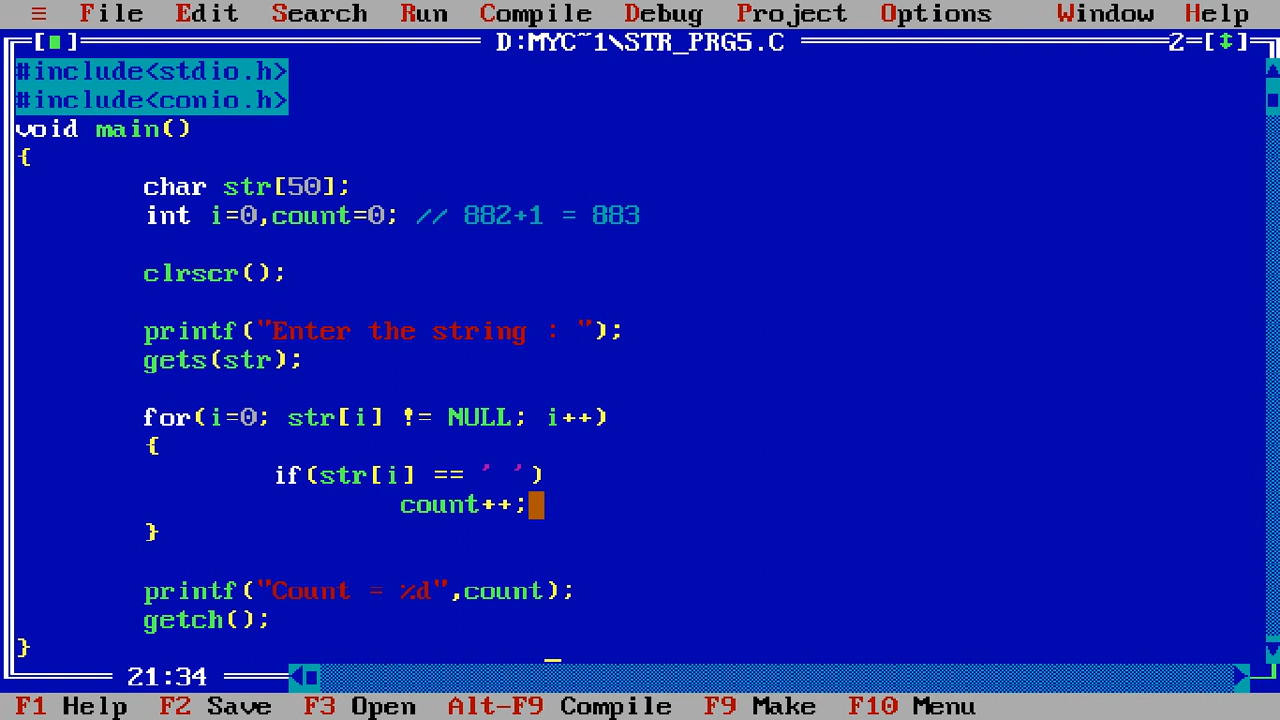 ≡ File Edit Search Run Compile Debug Project Options Window Help
[■] D:MYC~1\STR_PRG5.C 2=[↕]
#include<stdio.h>
#include<conio.h>
void main()
{
char str[50];
int i=0,count=0; // 882+1 = 883
clrscr();
printf("Enter the string : ");
gets(str);
for(i=0; str[i] != NULL; i++)
{
if(str[i] == ' ')
count++;
}
printf("Count = %d",count);
getch();
}
21:34
F1 Help F2 Save F3 Open Alt-F9 Compile F9 Make F10 Menu